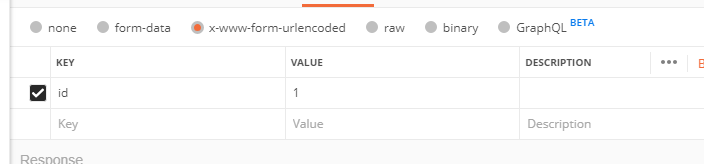 none form-data x-www-form-urlencoded raw binary GraphQL BETA
KEY VALUE DESCRIPTION ••• B
id 1
Key Value Description
Response